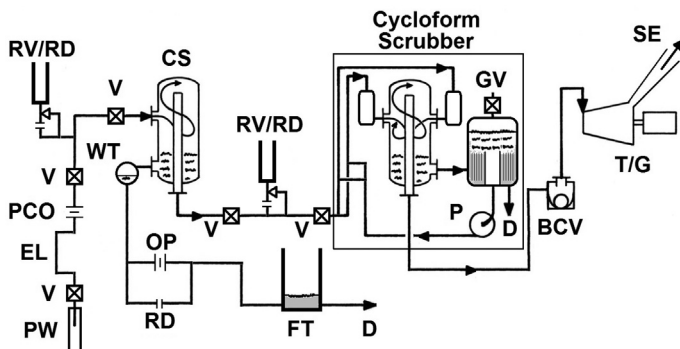 Cycloform
Scrubber
SE
RV/RD
CS
V
GV
RV/RD
WT
V
T/G
PCO
P
D
BCV
V
V
EL
OP
V
PW
RD
FT
D